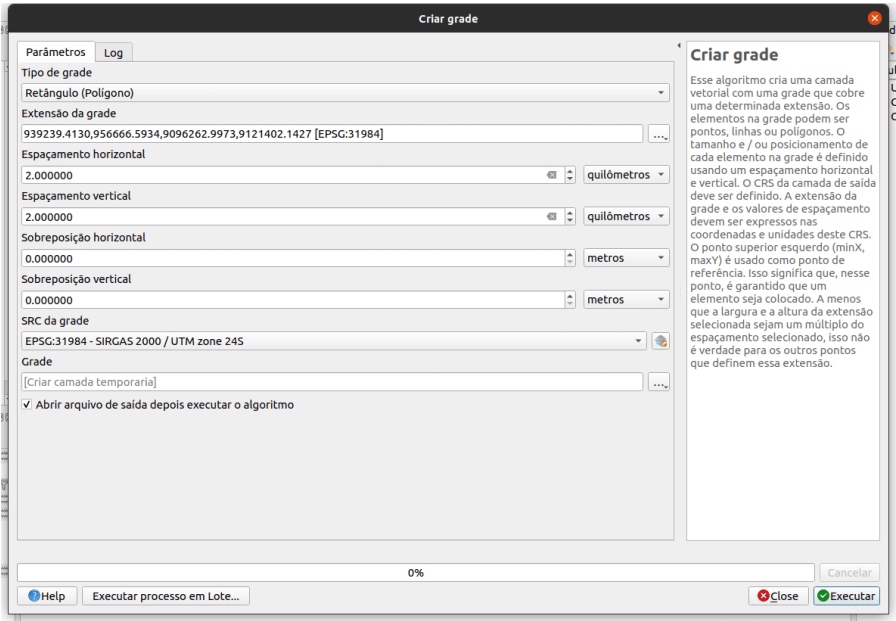 Criar grade
Parâmetros
Log
Tipo de grade
Retângulo (Polígono)
Extensão da grade
939239.4130,956666.5934,9096262.9973,9121402.1427 [EPSG:31984]
...
Espaçamento horizontal
2.000000
quilômetros
Espaçamento vertical
2.000000
quilômetros
Sobreposição horizontal
0.000000
metros
Sobreposição vertical
0.000000
metros
SRC da grade
EPSG:31984 - SIRGAS 2000 / UTM zone 24S
Grade
[Criar camada temporaria]
...
Abrir arquivo de saída depois executar o algoritmo
Criar grade
Esse algoritmo cria uma camada
vetorial com uma grade que cobre
uma determinada extensão. Os
elementos na grade podem ser
pontos, linhas ou polígonos. O
tamanho e / ou posicionamento de
cada elemento na grade é definido
usando um espaçamento horizontal
e vertical. O CRS da camada de saída
deve ser definido. A extensão da
grade e os valores de espaçamento
devem ser expressos nas
coordenadas e unidades deste CRS.
O ponto superior esquerdo (minX,
maxY) é usado como ponto de
referência. Isso significa que, nesse
ponto, é garantido que um
elemento seja colocado. A menos
que a largura e a altura da extensão
selecionada sejam um múltiplo do
espaçamento selecionado, isso não
é verdade para os outros pontos
que definem essa extensão.
0%
Cancelar
Help
Executar processo em Lote...
Close
Executar